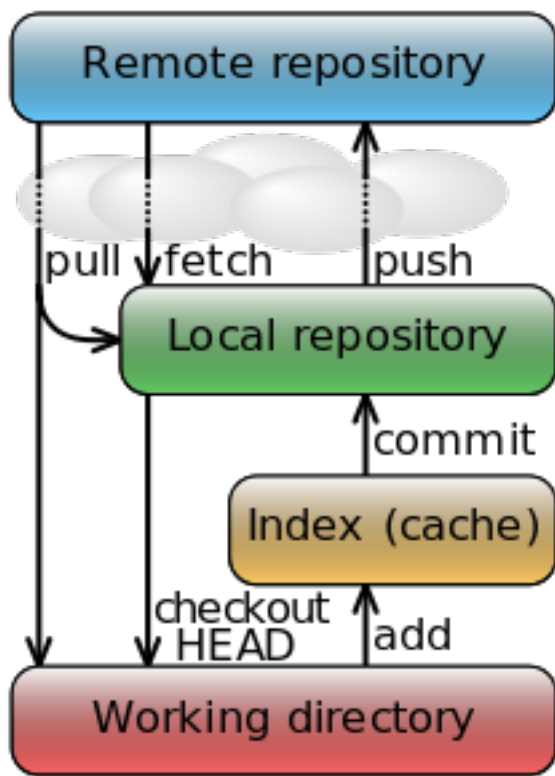 Remote repository
pull fetch push
Local repository
commit
Index (cache)
checkout
HEAD
add
Working directory